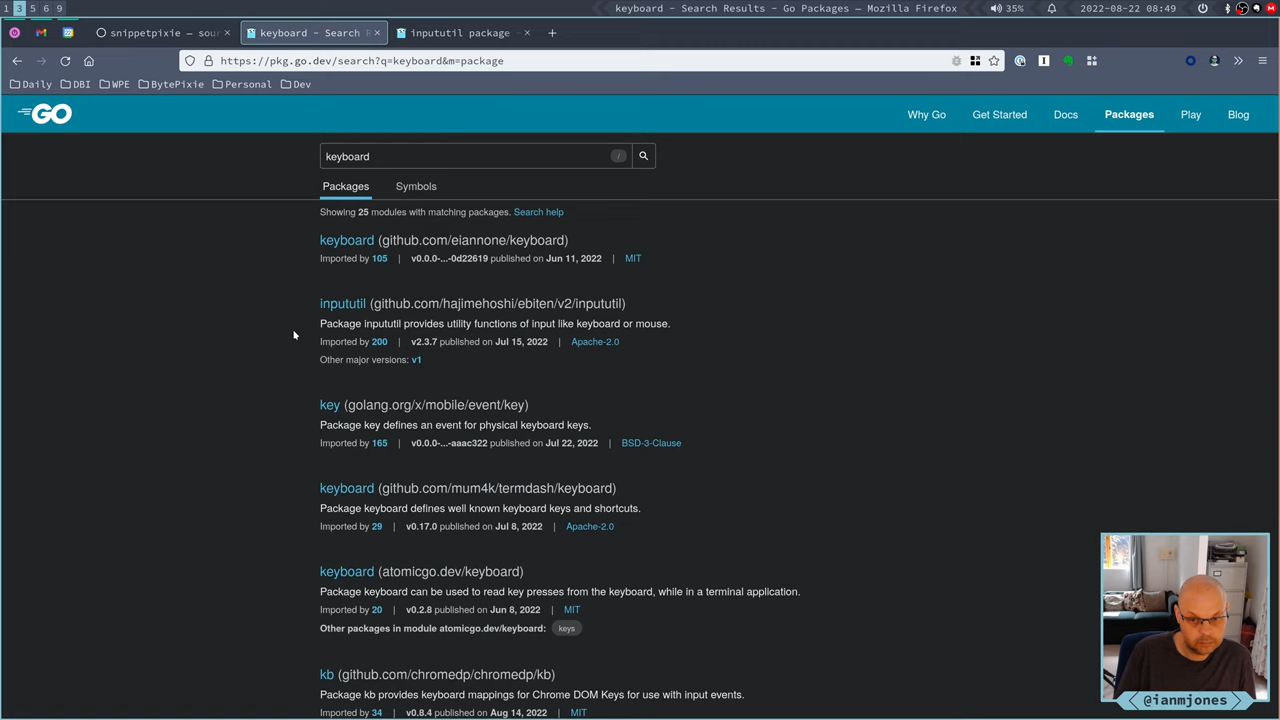 1 3 5 6 9 keyboard - Search Results - Go Packages — Mozilla Firefox 35% 2022-08-22 08:49
snippetpixie — sour × keyboard - Search R × inpututil package - ×
https://pkg.go.dev/search?q=keyboard&m=package
Daily DBI WPE BytePixie Personal Dev
GO Why Go Get Started Docs Packages Play Blog
keyboard /
Packages Symbols
Showing 25 modules with matching packages. Search help
keyboard (github.com/eiannone/keyboard)
Imported by 105 | v0.0.0-...-0d22619 published on Jun 11, 2022 | MIT
inpututil (github.com/hajimehoshi/ebiten/v2/inpututil)
Package inpututil provides utility functions of input like keyboard or mouse.
Imported by 200 | v2.3.7 published on Jul 15, 2022 | Apache-2.0
Other major versions: v1
key (golang.org/x/mobile/event/key)
Package key defines an event for physical keyboard keys.
Imported by 165 | v0.0.0-...-aaac322 published on Jul 22, 2022 | BSD-3-Clause
keyboard (github.com/mum4k/termdash/keyboard)
Package keyboard defines well known keyboard keys and shortcuts.
Imported by 29 | v0.17.0 published on Jul 8, 2022 | Apache-2.0
keyboard (atomicgo.dev/keyboard)
Package keyboard can be used to read key presses from the keyboard, while in a terminal application.
Imported by 20 | v0.2.8 published on Jun 8, 2022 | MIT
Other packages in module atomicgo.dev/keyboard: keys
kb (github.com/chromedp/chromedp/kb)
Package kb provides keyboard mappings for Chrome DOM Keys for use with input events.
Imported by 34 | v0.8.4 published on Aug 14, 2022 | MIT
@ianmjones